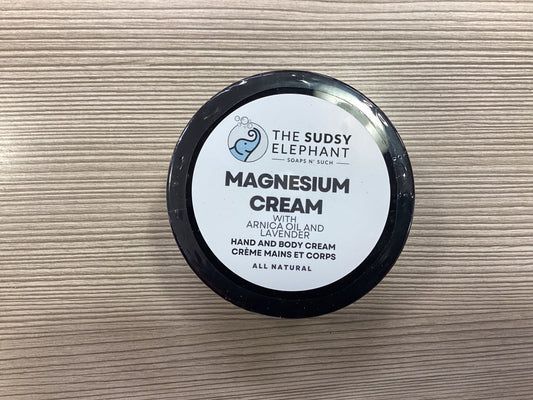 THE SUDSY
ELEPHANT
SOAPS N' SUCH
MAGNESIUM
CREAM
WITH
ARNICA OIL AND
LAVENDER
HAND AND BODY CREAM
CRÈME MAINS ET CORPS
ALL NATURAL